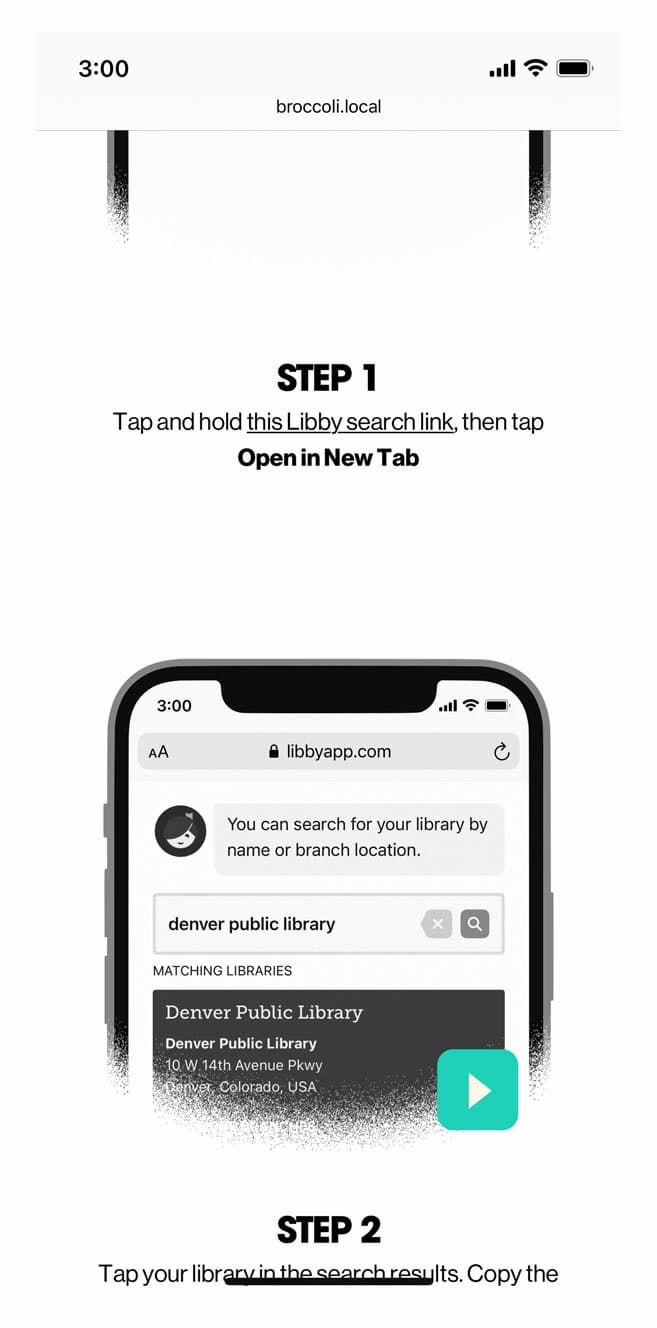 3:00
broccoli.local
STEP 1
Tap and hold this Libby search link, then tap
Open in New Tab
3:00
AA libbyapp.com
You can search for your library by
name or branch location.
denver public library
MATCHING LIBRARIES
Denver Public Library
Denver Public Library
10 W 14th Avenue Pkwy
Denver, Colorado, USA
STEP 2
Tap your library in the search results. Copy the